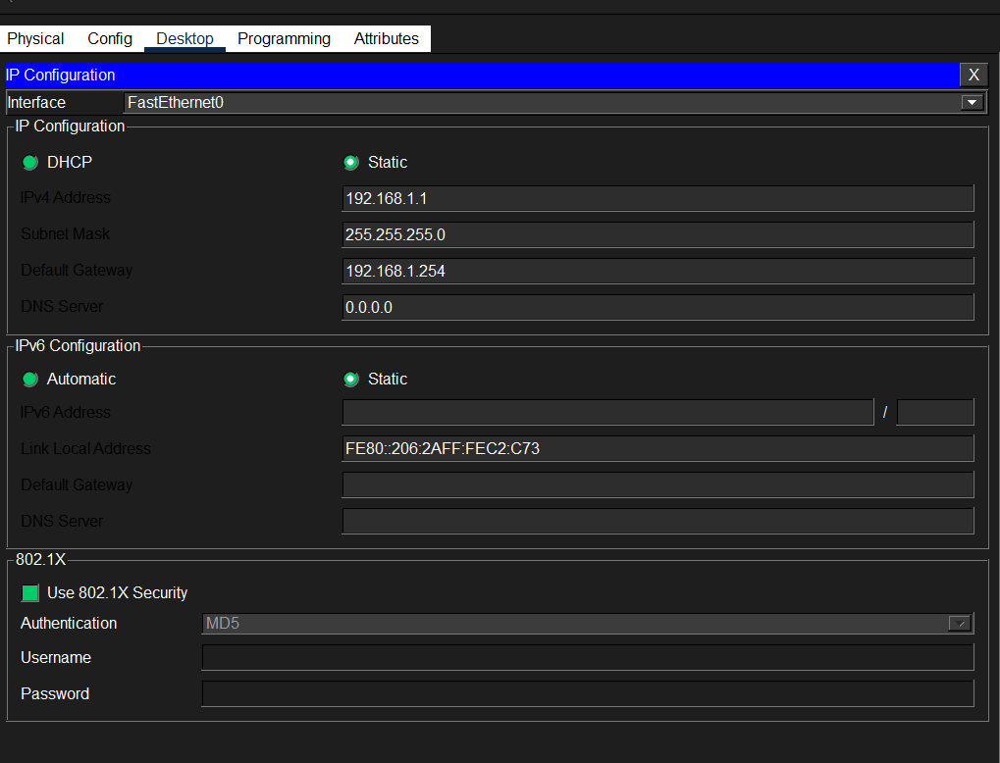 Physical Config Desktop Programming Attributes
IP Configuration X
Interface FastEthernet0
IP Configuration
DHCP Static
IPv4 Address 192.168.1.1
Subnet Mask 255.255.255.0
Default Gateway 192.168.1.254
DNS Server 0.0.0.0
IPv6 Configuration
Automatic Static
IPv6 Address /
Link Local Address FE80::206:2AFF:FEC2:C73
Default Gateway
DNS Server
802.1X
Use 802.1X Security
Authentication MD5
Username
Password